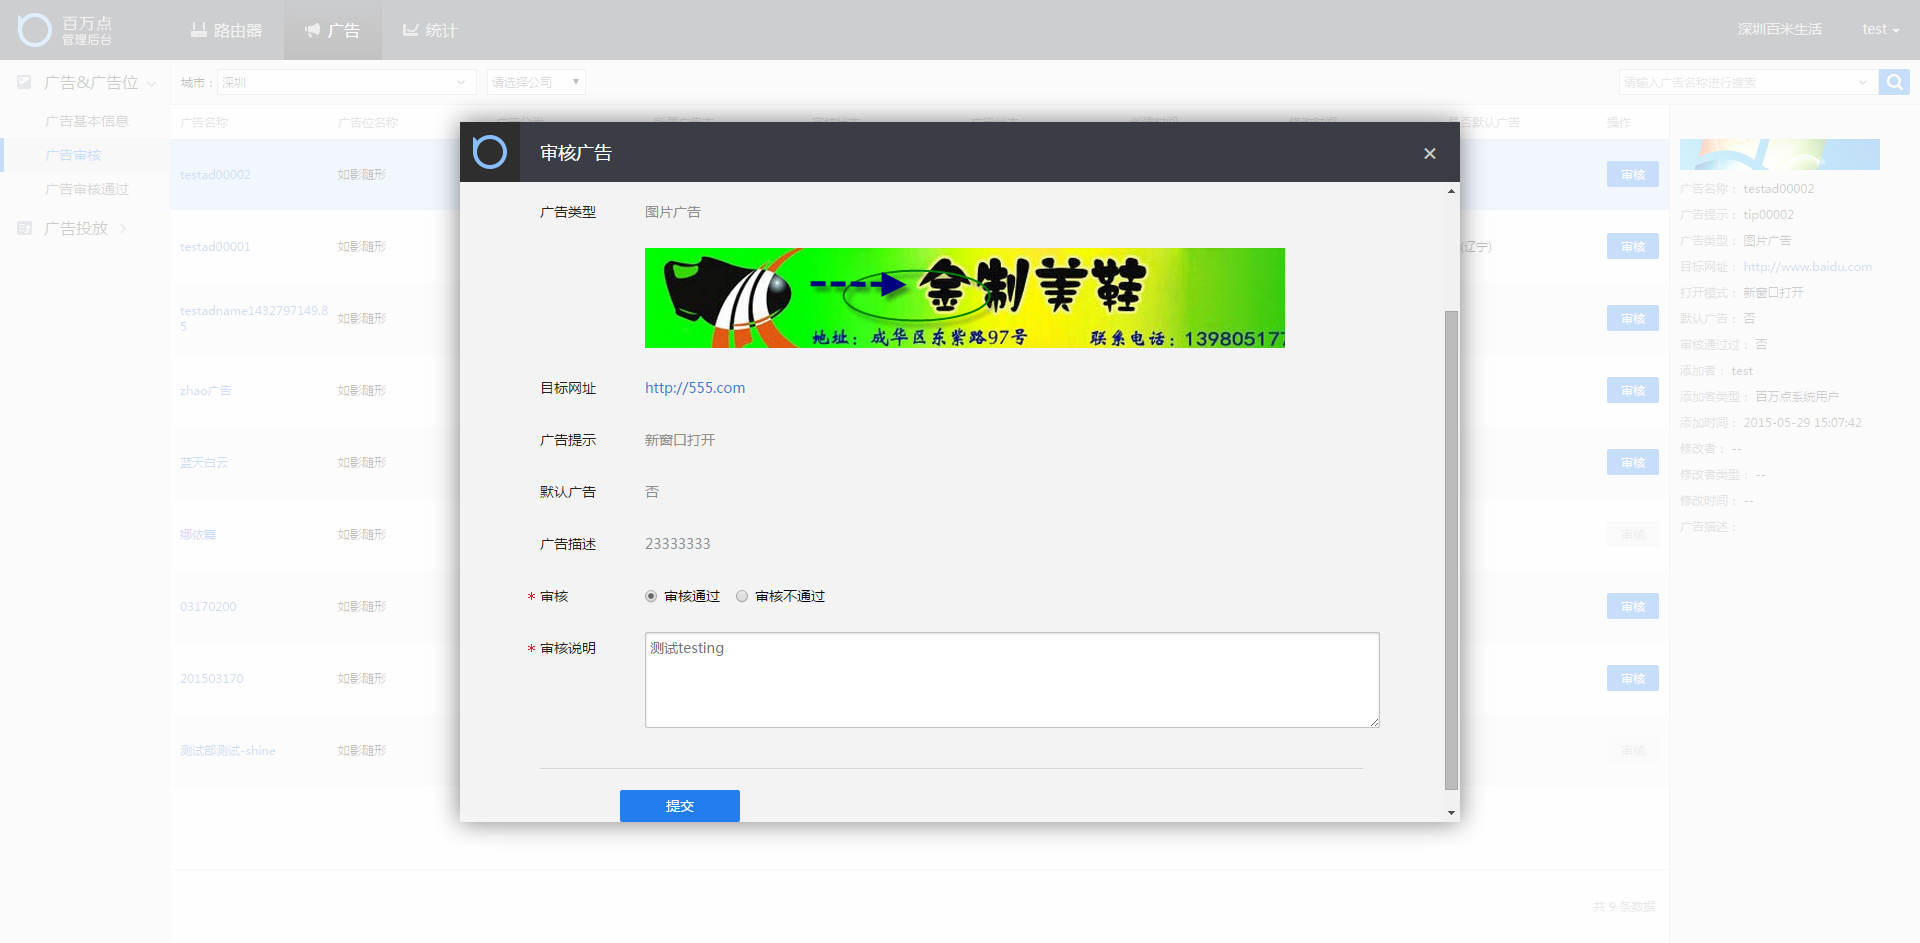 百万点
管理后台
路由器
广告
统计
深圳百米生活
test
广告&广告位
广告基本信息
广告审核
广告审核通过
广告投放
城市：
深圳
请选择公司
请输入广告名称进行搜索
广告名称
广告位名称
是否默认广告
操作
testad00002
如影随形
审核
testad00001
如影随形
(辽宁)
审核
testadname1432797149.8
5
如影随形
审核
zhao广告
如影随形
审核
蓝天白云
如影随形
审核
娜依舞
如影随形
审核
03170200
如影随形
审核
201503170
如影随形
审核
测试部测试-shine
如影随形
审核
共 9 条数据
审核广告
×
广告类型
图片广告
金制美鞋
地址：成华区东紫路97号
联系电话：139805177
目标网址
http://555.com
广告提示
新窗口打开
默认广告
否
广告描述
23333333
* 审核
审核通过
审核不通过
* 审核说明
测试testing
提交
广告名称： testad00002
广告提示： tip00002
广告类型： 图片广告
目标网址： http://www.baidu.com
打开模式： 新窗口打开
默认广告： 否
审核通过过： 否
添加者： test
添加者类型： 百万点系统用户
添加时间： 2015-05-29 15:07:42
修改者： --
修改者类型： --
修改时间： --
广告描述：